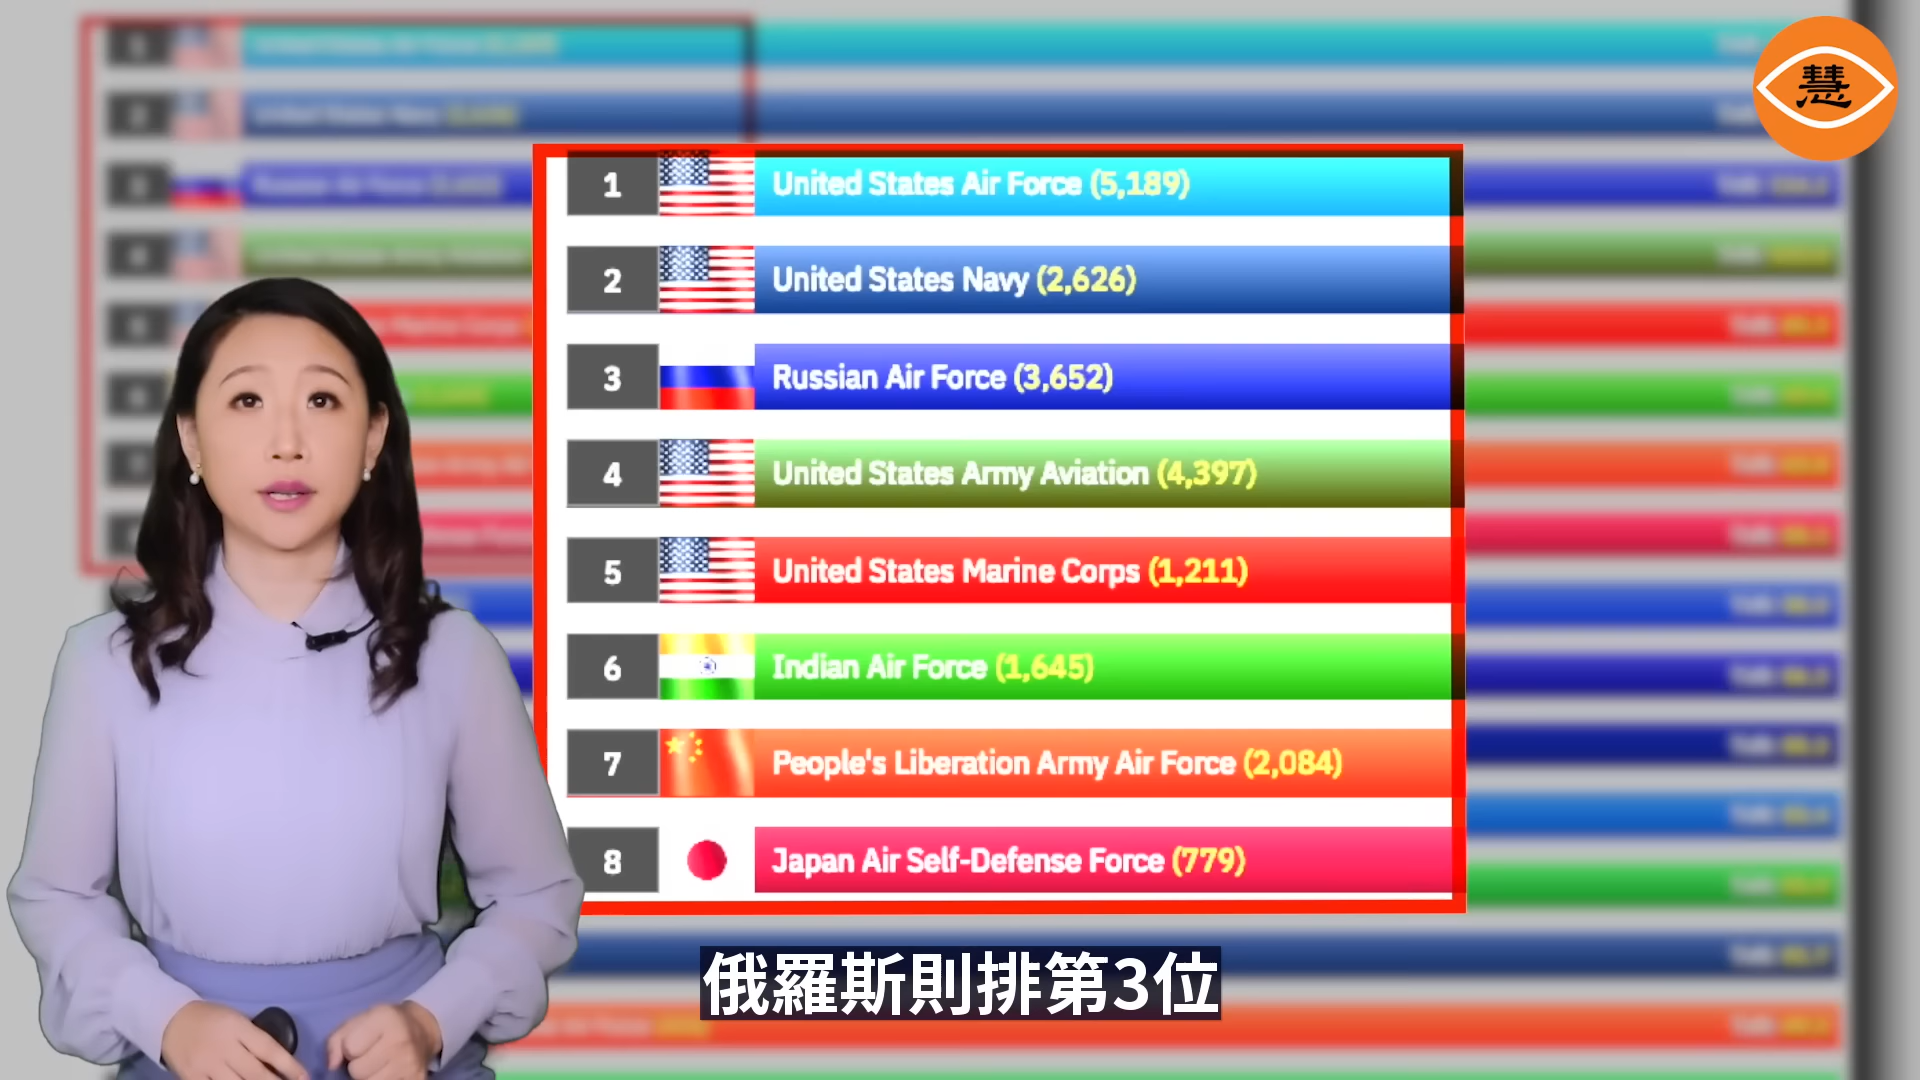 慧
1 United States Air Force (5,189)
2 United States Navy (2,626)
3 Russian Air Force (3,652)
4 United States Army Aviation (4,397)
5 United States Marine Corps (1,211)
6 Indian Air Force (1,645)
7 People's Liberation Army Air Force (2,084)
8 Japan Air Self-Defense Force (779)
俄羅斯則排第3位